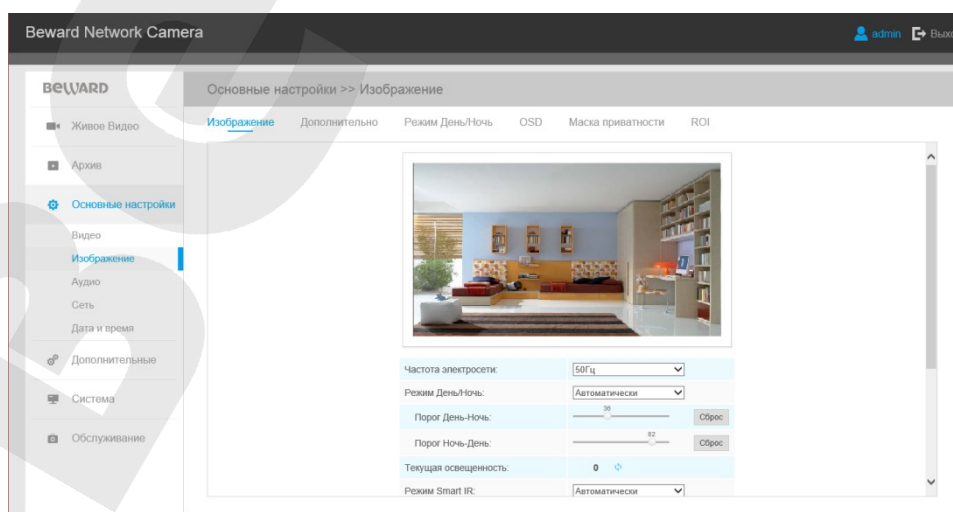 Beward Network Camera
admin
BEWARD
Основные настройки >> Изображение
Живое Видео
Архив
Основные настройки
Видео
Изображение
Аудио
Сеть
Дата и время
Дополнительные
Система
Обслуживание
Изображение Дополнительно Режим День/Ночь OSD Маска приватности ROI
Частота электросети: 50Гц
Режим День/Ночь: Автоматически
Порог День-Ночь: 36 Сброс
Порог Ночь-День: 82 Сброс
Текущая освещенность: 0
Режим Smart IR: Автоматически